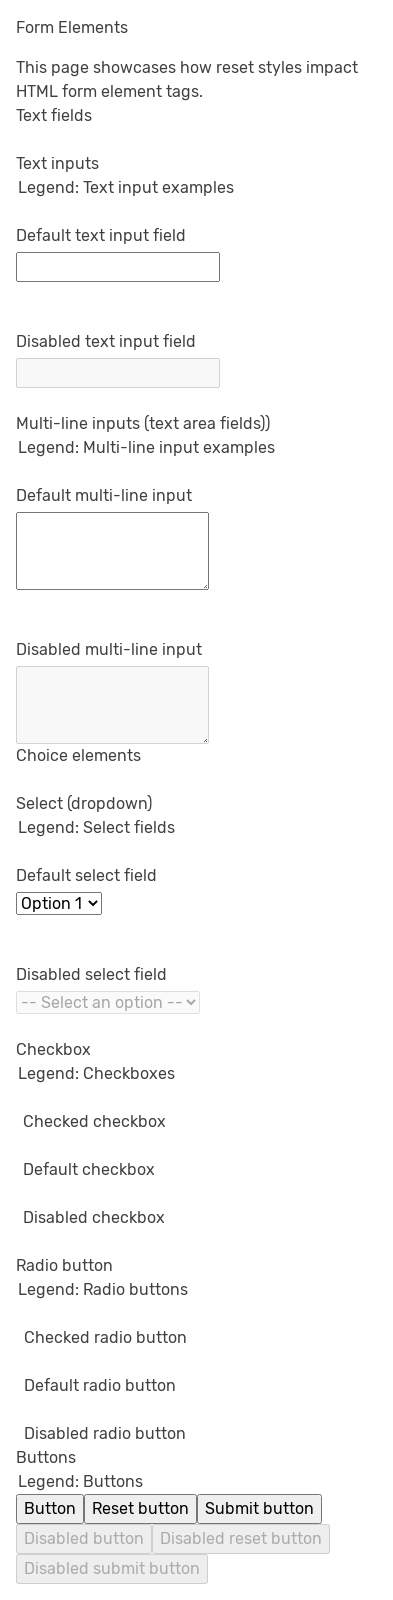 Form Elements
This page showcases how reset styles impact
HTML form element tags.
Text fields
Text inputs
Legend: Text input examples
Default text input field
Disabled text input field
Multi-line inputs (text area fields))
Legend: Multi-line input examples
Default multi-line input
Disabled multi-line input
Choice elements
Select (dropdown)
Legend: Select fields
Default select field
Option 1
Disabled select field
-- Select an option --
Checkbox
Legend: Checkboxes
Checked checkbox
Default checkbox
Disabled checkbox
Radio button
Legend: Radio buttons
Checked radio button
Default radio button
Disabled radio button
Buttons
Legend: Buttons
Button Reset button Submit button
Disabled button Disabled reset button
Disabled submit button